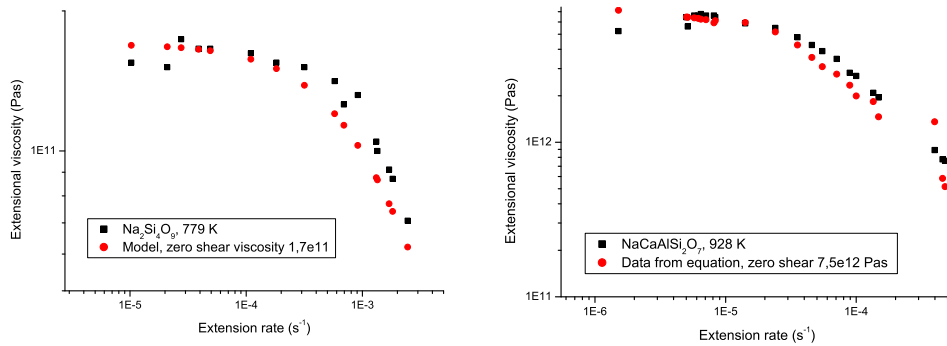 Extensional viscosity (Pas)
1E11
Na₂Si₄O₉, 779 K
Model, zero shear viscosity 1,7e11
1E-5
1E-4
1E-3
Extension rate (s⁻¹)
Extensional viscosity (Pas)
1E12
1E11
NaCaAlSi₂O₇, 928 K
Data from equation, zero shear 7,5e12 Pas
1E-6
1E-5
1E-4
Extension rate (s⁻¹)